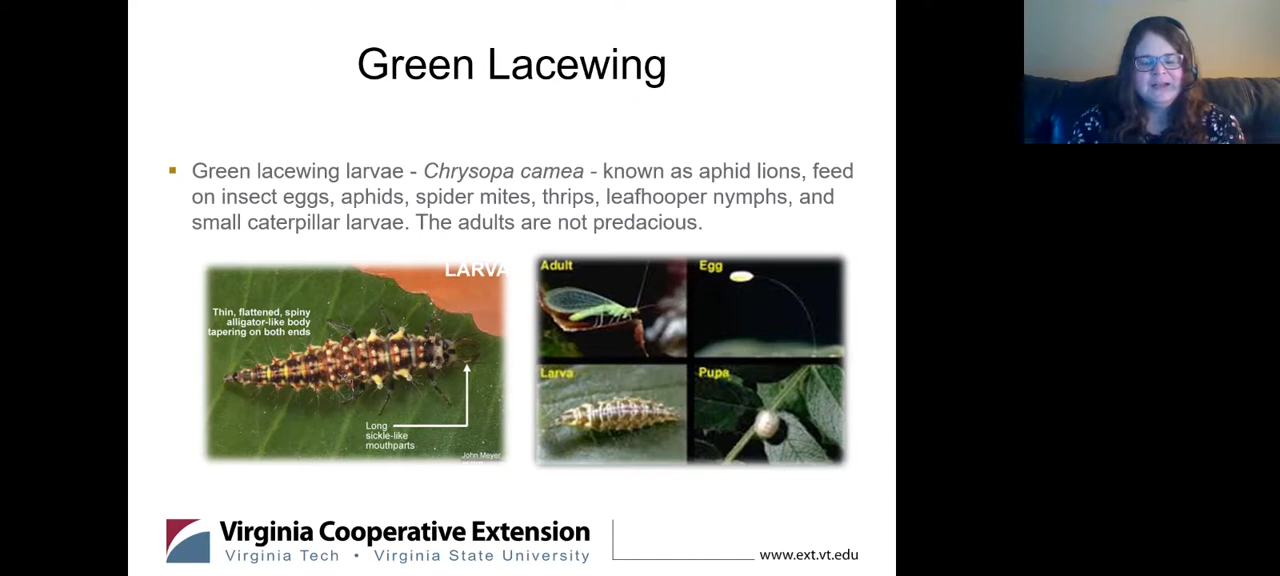 Green Lacewing
Green lacewing larvae - Chrysopa camea - known as aphid lions, feed
on insect eggs, aphids, spider mites, thrips, leafhooper nymphs, and
small caterpillar larvae. The adults are not predacious.
LARVA
Thin, flattened, spiny
alligator-like body
tapering on both ends
Long
sickle-like
mouthparts
John Meyer
Adult
Egg
Larva
Pupa
Virginia Cooperative Extension
Virginia Tech • Virginia State University
www.ext.vt.edu